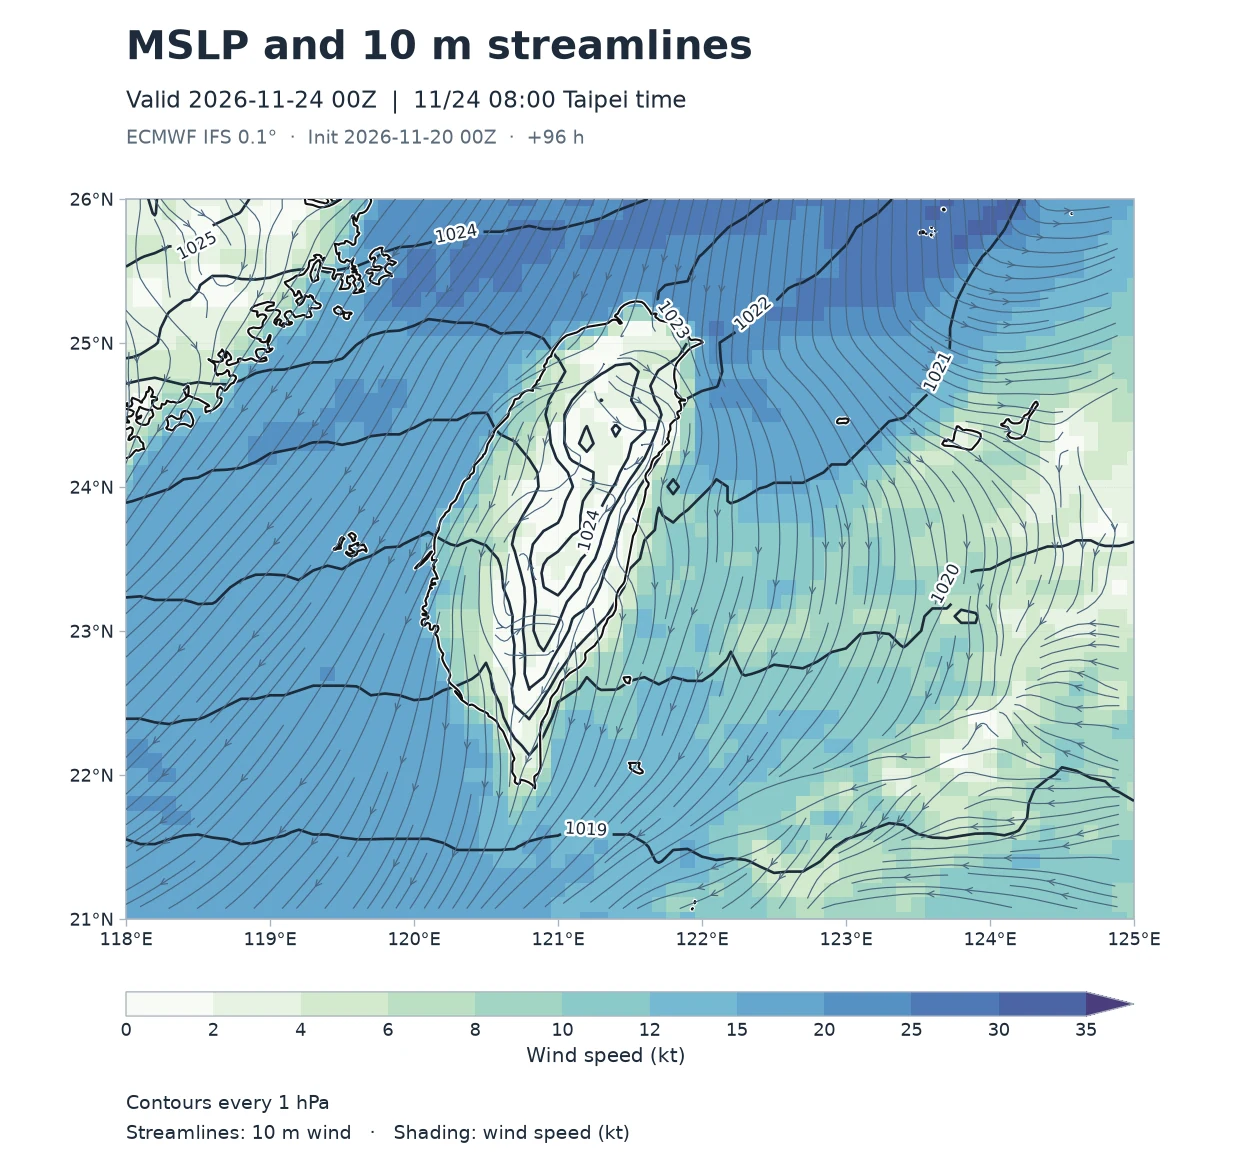 MSLP and 10 m streamlines
Valid 2026-11-24 00Z | 11/24 08:00 Taipei time
ECMWF IFS 0.1° · Init 2026-11-20 00Z · +96 h
26°N
25°N
24°N
23°N
22°N
21°N
1025
1024
1023
1022
1021
1024
1020
1019
118°E 119°E 120°E 121°E 122°E 123°E 124°E 125°E
0 2 4 6 8 10 12 15 20 25 30 35
Wind speed (kt)
Contours every 1 hPa
Streamlines: 10 m wind · Shading: wind speed (kt)